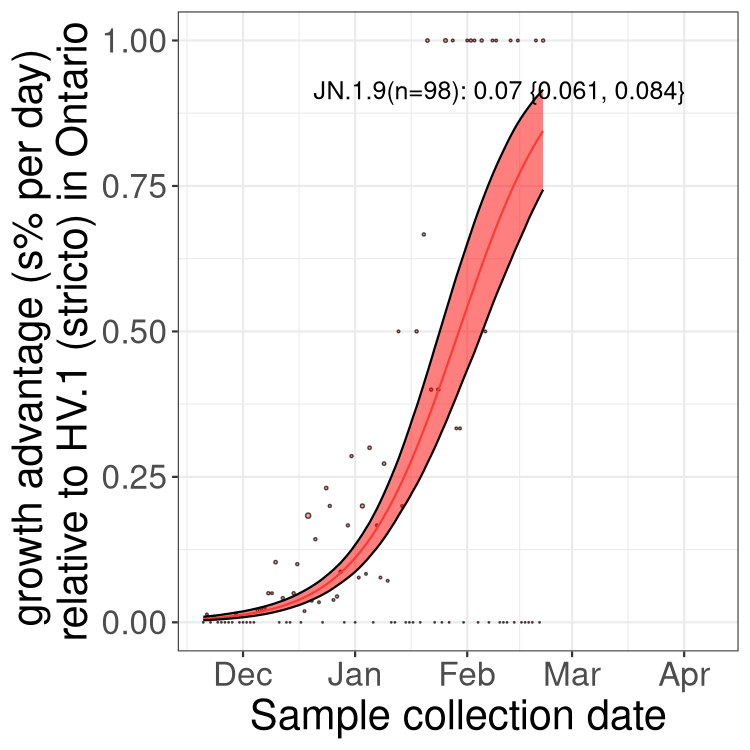 growth advantage (s% per day)
relative to HV.1 (stricto) in Ontario
1.00
0.75
0.50
0.25
0.00
JN.1.9(n=98): 0.07 {0.061, 0.084}
Dec Jan Feb Mar Apr
Sample collection date